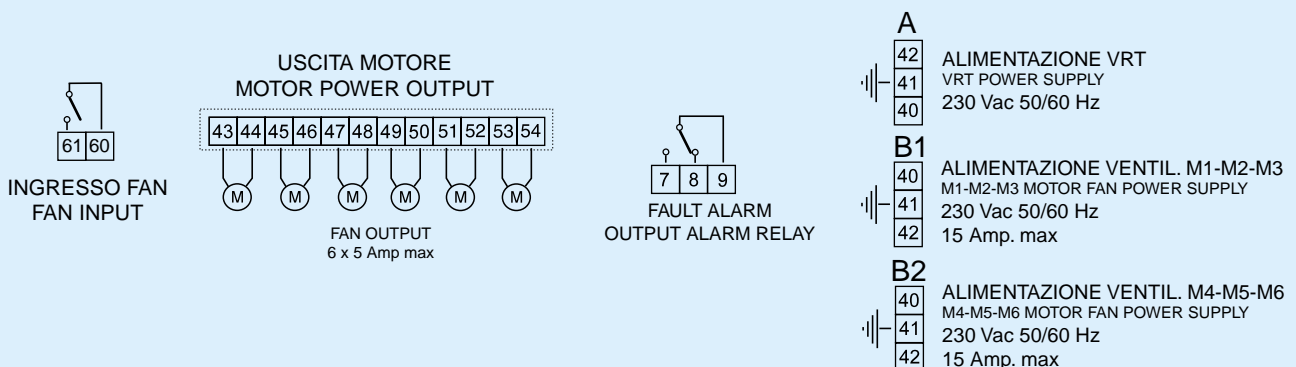 61 60
INGRESSO FAN
FAN INPUT
USCITA MOTORE
MOTOR POWER OUTPUT
43 44 45 46 47 48 49 50 51 52 53 54
M M M M M M
FAN OUTPUT
6 x 5 Amp max
7 8 9
FAULT ALARM
OUTPUT ALARM RELAY
A
42
41
40
ALIMENTAZIONE VRT
VRT POWER SUPPLY
230 Vac 50/60 Hz
B1
40
41
42
ALIMENTAZIONE VENTIL. M1-M2-M3
M1-M2-M3 MOTOR FAN POWER SUPPLY
230 Vac 50/60 Hz
15 Amp. max
B2
40
41
42
ALIMENTAZIONE VENTIL. M4-M5-M6
M4-M5-M6 MOTOR FAN POWER SUPPLY
230 Vac 50/60 Hz
15 Amp. max